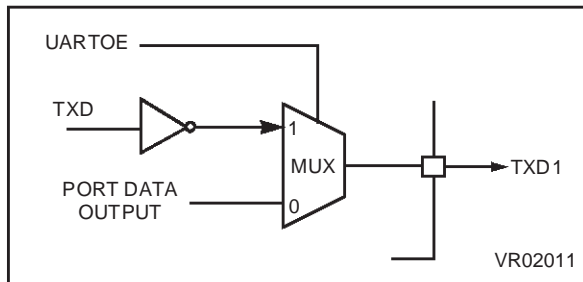 UARTOE
TXD
1
MUX
TXD1
PORT DATA
OUTPUT
0
VR02011